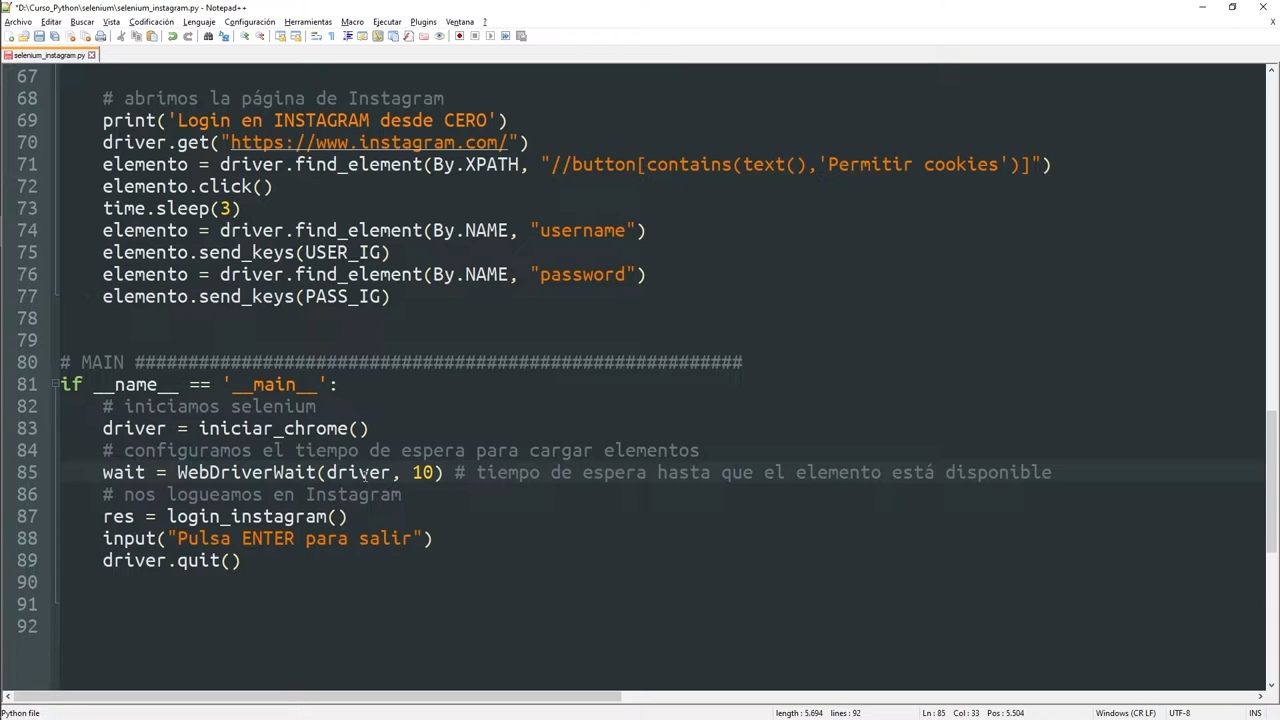 *D:\Curso_Python\selenium\selenium_instagram.py - Notepad++
Archivo Editar Buscar Vista Codificación Lenguaje Configuración Herramientas Macro Ejecutar Plugins Ventana ?
selenium_instagram.py
67
68 # abrimos la página de Instagram
69 print('Login en INSTAGRAM desde CERO')
70 driver.get("https://www.instagram.com/")
71 elemento = driver.find_element(By.XPATH, "//button[contains(text(),'Permitir cookies')]")
72 elemento.click()
73 time.sleep(3)
74 elemento = driver.find_element(By.NAME, "username")
75 elemento.send_keys(USER_IG)
76 elemento = driver.find_element(By.NAME, "password")
77 elemento.send_keys(PASS_IG)
78
79
80 # MAIN #########################################################
81 if __name__ == '__main__':
82 # iniciamos selenium
83 driver = iniciar_chrome()
84 # configuramos el tiempo de espera para cargar elementos
85 wait = WebDriverWait(driver, 10) # tiempo de espera hasta que el elemento está disponible
86 # nos logueamos en Instagram
87 res = login_instagram()
88 input("Pulsa ENTER para salir")
89 driver.quit()
90
91
92
Python file length : 5.694 lines : 92 Ln : 85 Col : 33 Pos : 5.504 Windows (CR LF) UTF-8 INS